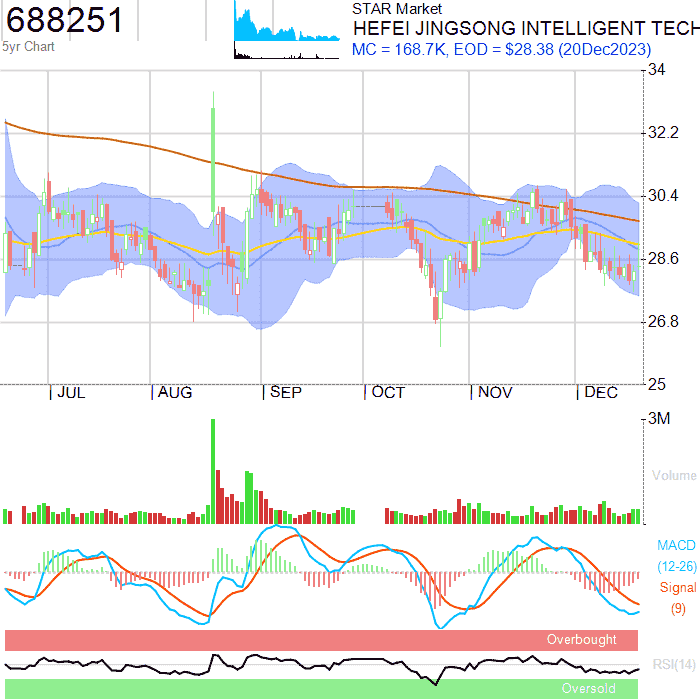 688251
5yr Chart
STAR Market
HEFEI JINGSONG INTELLIGENT TECH
MC = 168.7K, EOD = $28.38 (20Dec2023)
34
32.2
30.4
28.6
26.8
25
JUL AUG SEP OCT NOV DEC
3M
Volume
MACD
(12-26)
Signal
(9)
Overbought
RSI(14)
Oversold